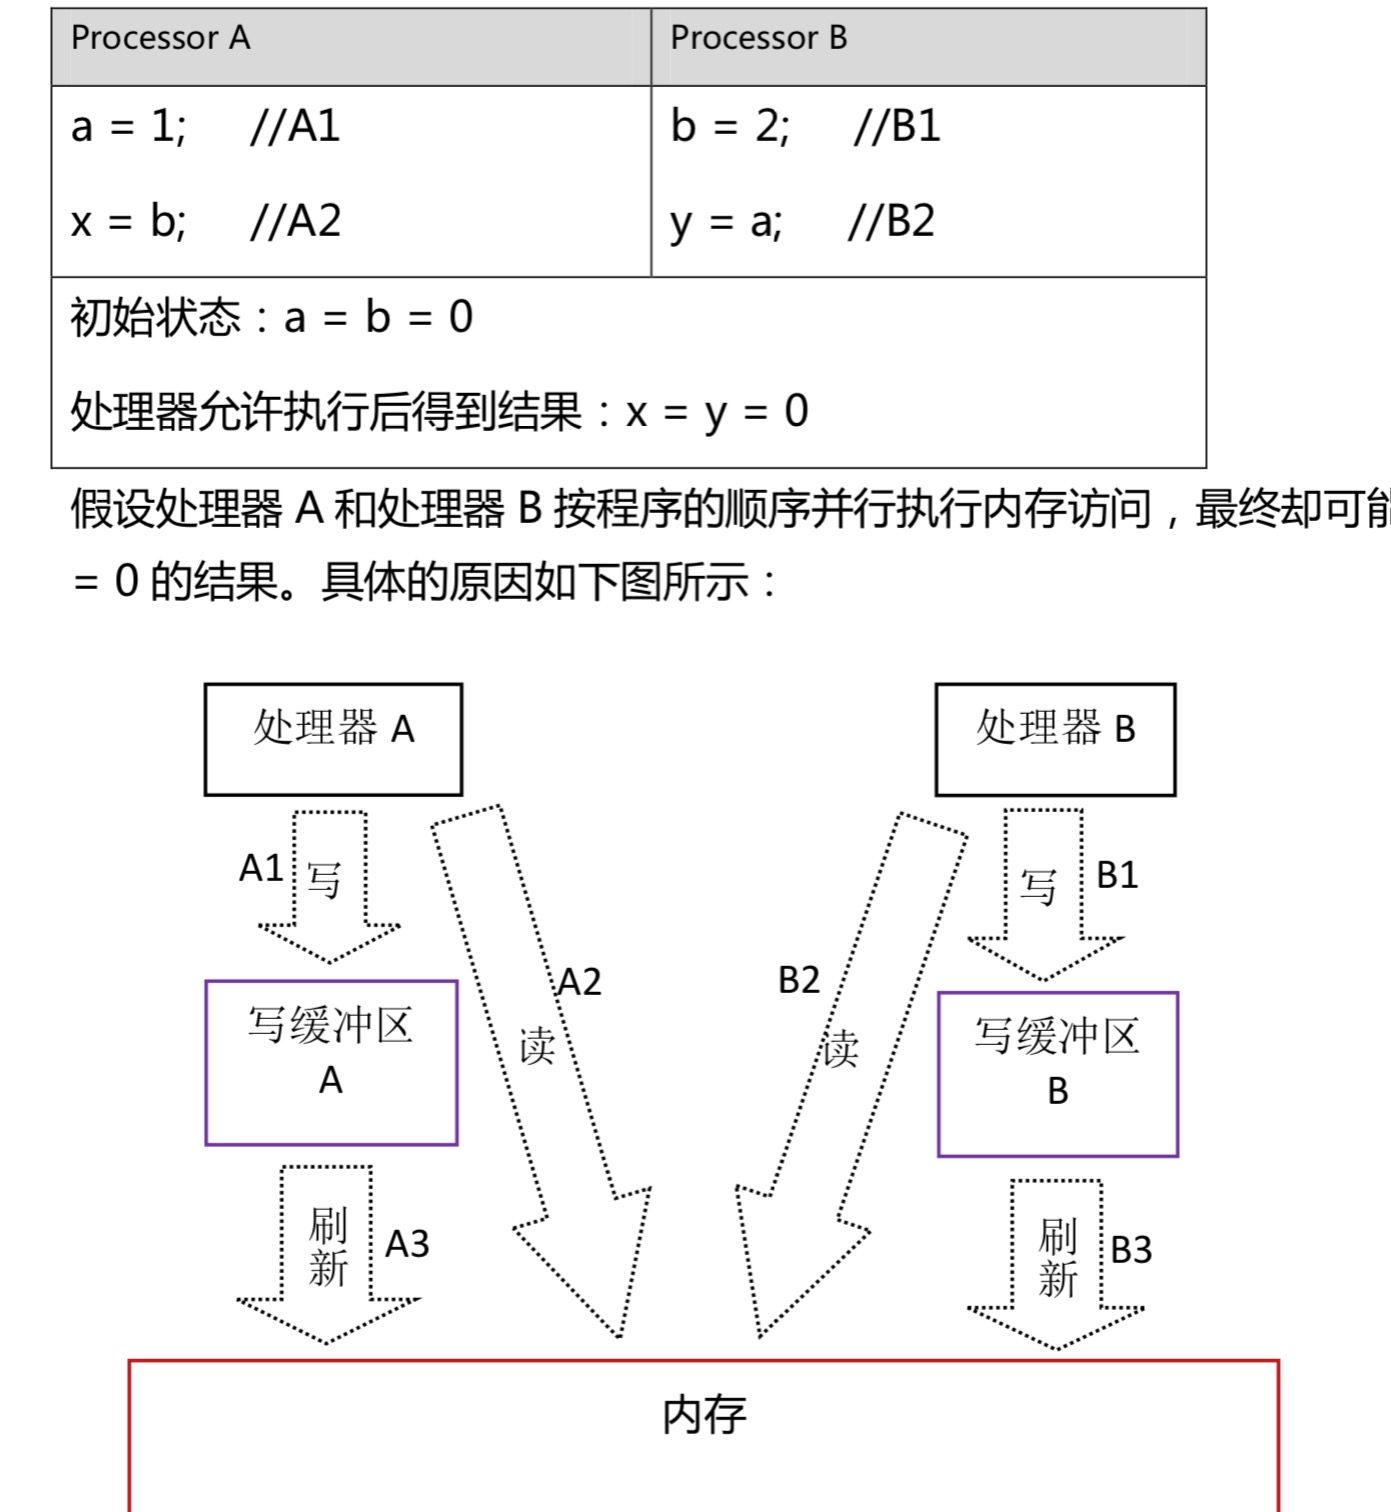 Processor A
Processor B
a = 1; //A1
b = 2; //B1
x = b; //A2
y = a; //B2
初始状态：a = b = 0
处理器允许执行后得到结果：x = y = 0
假设处理器 A 和处理器 B 按程序的顺序并行执行内存访问，最终却可能
= 0 的结果。具体的原因如下图所示：
处理器 A
处理器 B
A1
写
写
B1
A2
B2
读
读
写缓冲区
A
写缓冲区
B
刷
新
A3
刷
新
B3
内存